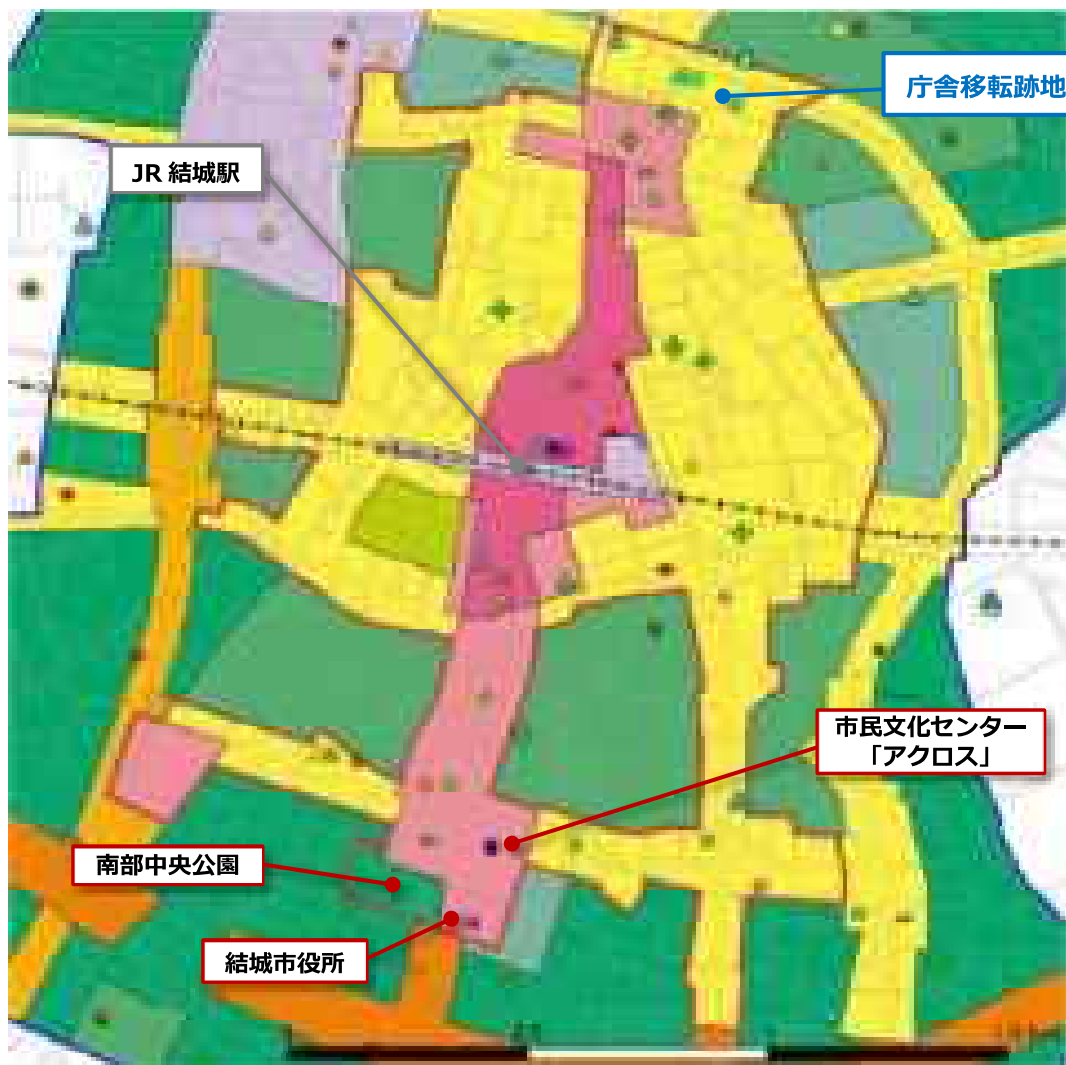 庁舎移転跡地
JR 結城駅
市民文化センター
「アクロス」
南部中央公園
結城市役所